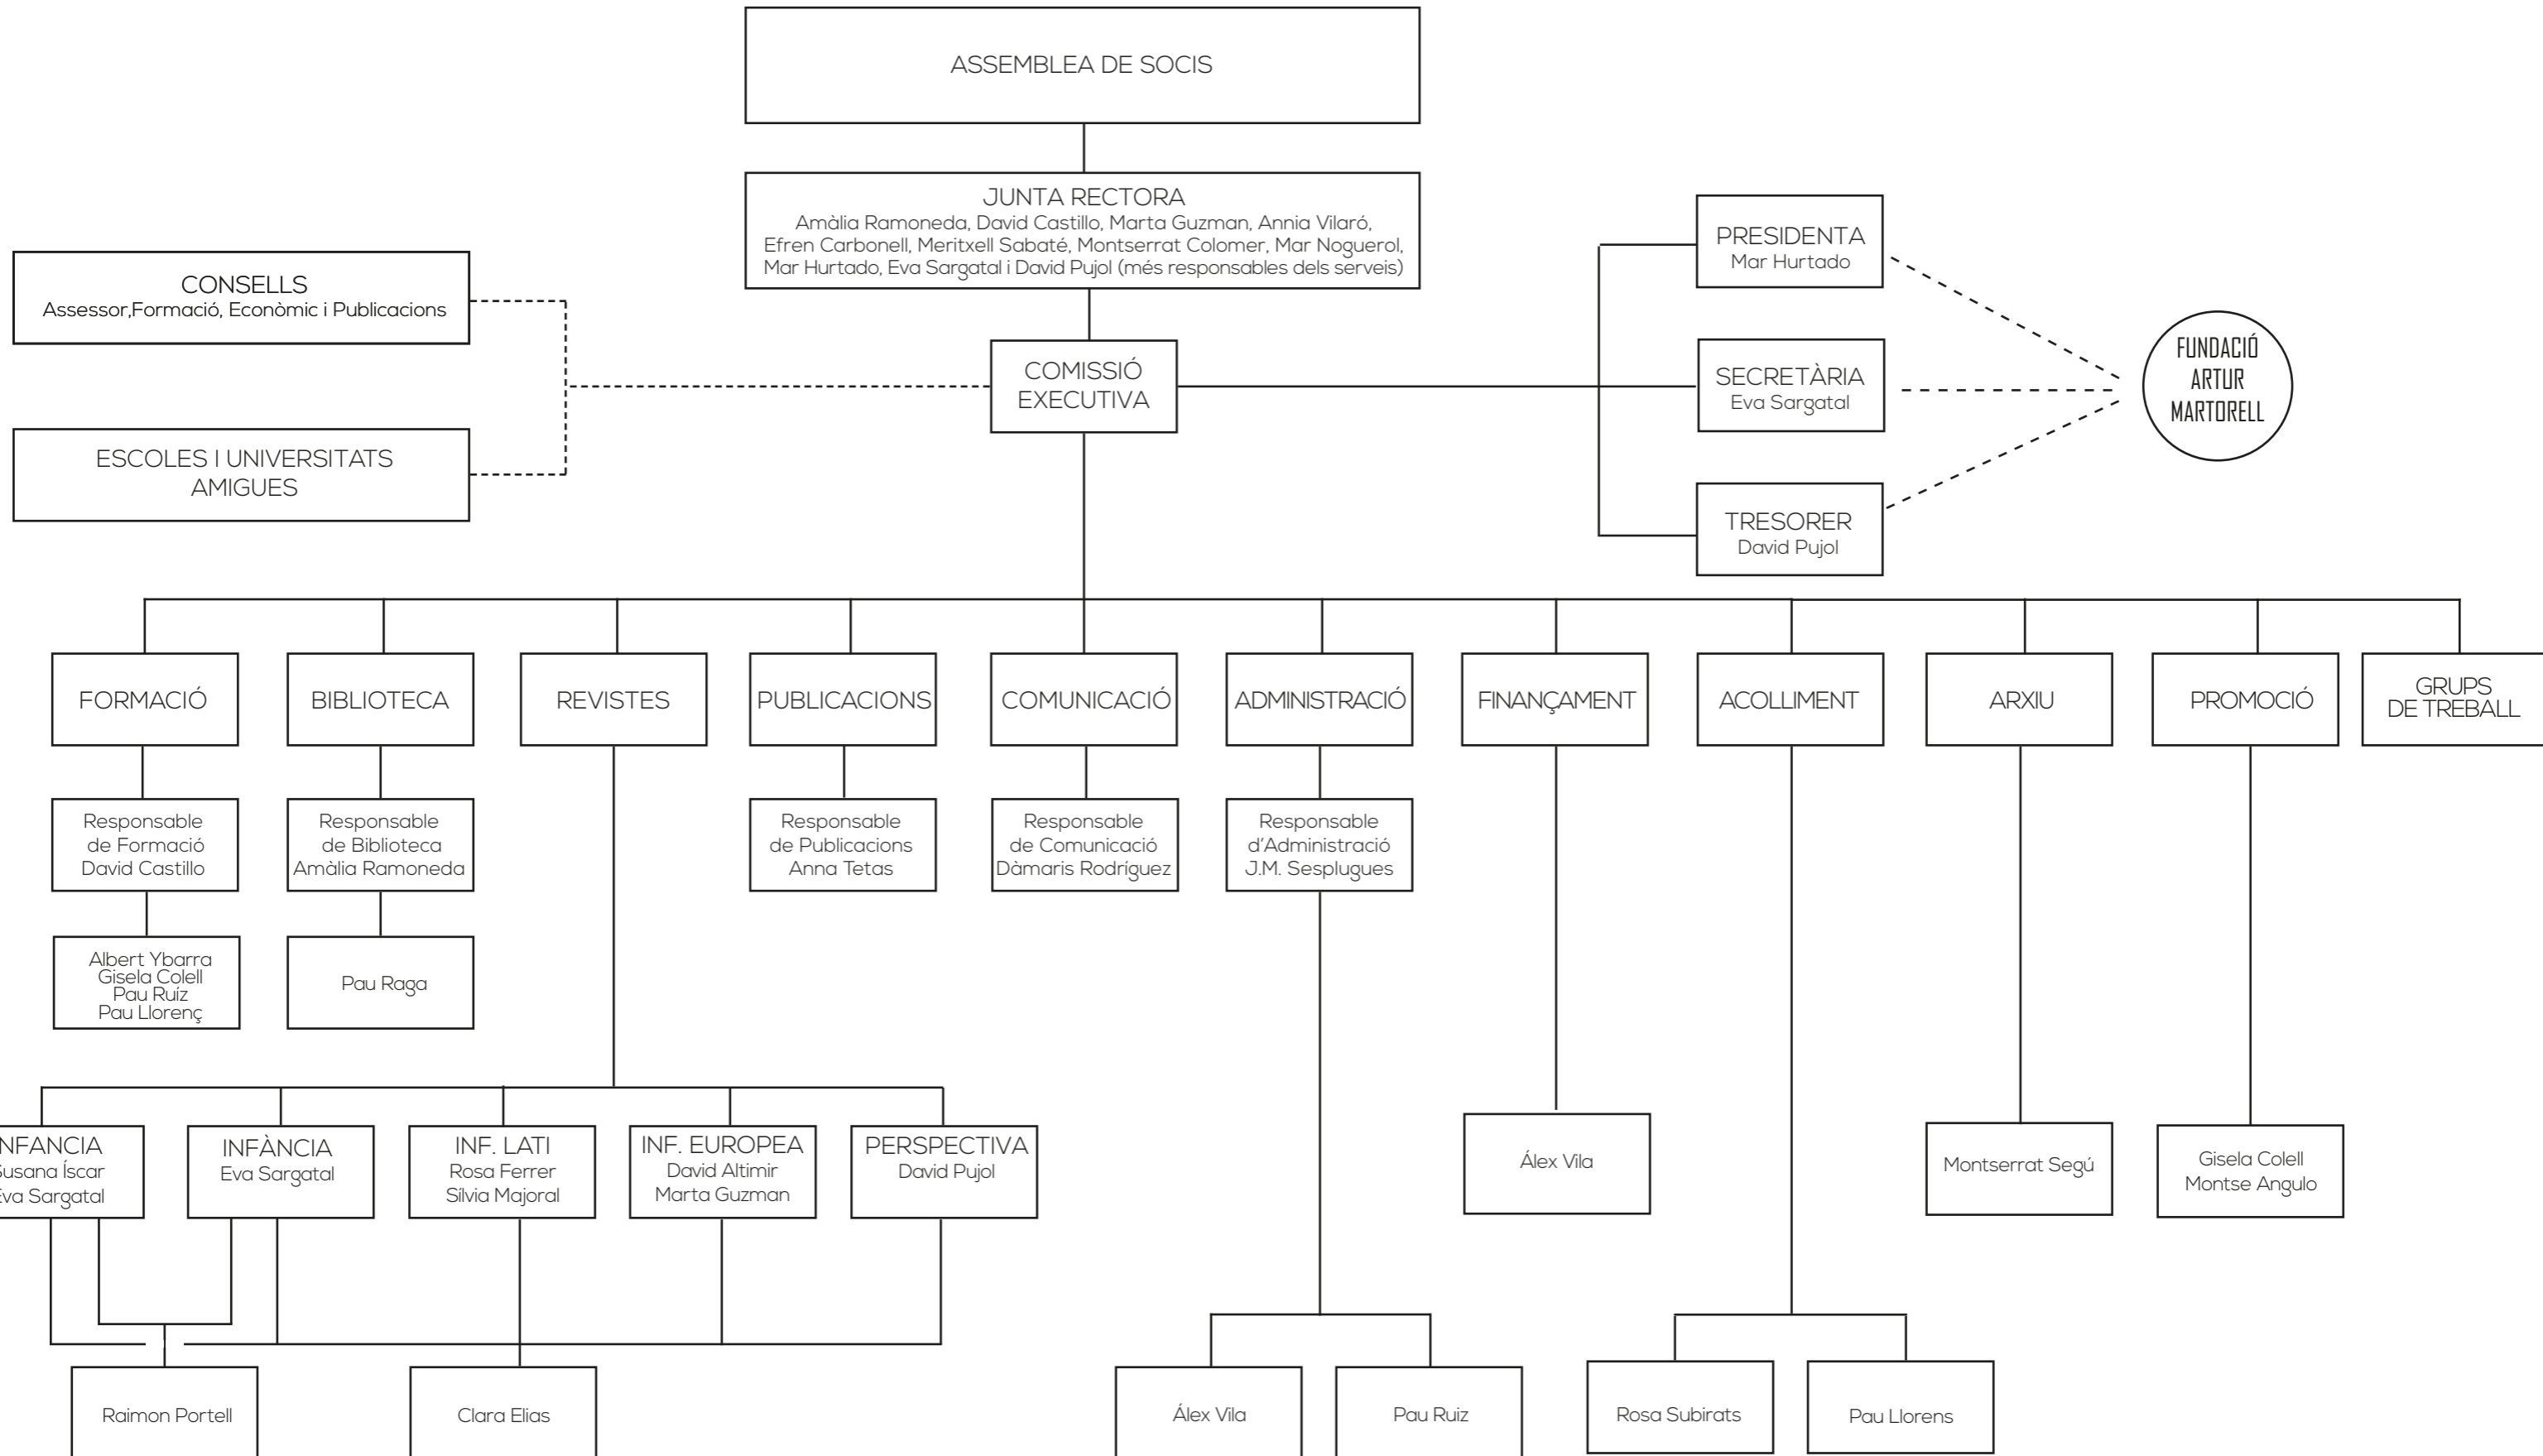 ASSEMBLEA DE SOCIS
JUNTA RECTORA
Amàlia Ramoneda, David Castillo, Marta Guzman, Annia Vilaró,
Efren Carbonell, Meritxell Sabaté, Montserrat Colomer, Mar Noguerol,
Mar Hurtado, Eva Sargatal i David Pujol (més responsables dels serveis)
CONSELLS
Assessor,Formació, Econòmic i Publicacions
ESCOLES I UNIVERSITATS
AMIGUES
COMISSIÓ
EXECUTIVA
PRESIDENTA
Mar Hurtado
SECRETÀRIA
Eva Sargatal
TRESORER
David Pujol
FUNDACIÓ
ARTUR
MARTORELL
FORMACIÓ
BIBLIOTECA
REVISTES
PUBLICACIONS
COMUNICACIÓ
ADMINISTRACIÓ
FINANÇAMENT
ACOLLIMENT
ARXIU
PROMOCIÓ
GRUPS
DE TREBALL
Responsable
de Formació
David Castillo
Responsable
de Biblioteca
Amàlia Ramoneda
Responsable
de Publicacions
Anna Tetas
Responsable
de Comunicació
Dàmaris Rodríguez
Responsable
d'Administració
J.M. Sesplugues
Albert Ybarra
Gisela Colell
Pau Ruíz
Pau Llorenç
Pau Raga
NFANCIA
Susana Íscar
Eva Sargatal
INFÀNCIA
Eva Sargatal
INF. LATI
Rosa Ferrer
Sílvia Majoral
INF. EUROPEA
David Altimir
Marta Guzman
PERSPECTIVA
David Pujol
Álex Vila
Montserrat Segú
Gisela Colell
Montse Angulo
Raimon Portell
Clara Elias
Álex Vila
Pau Ruiz
Rosa Subirats
Pau Llorens